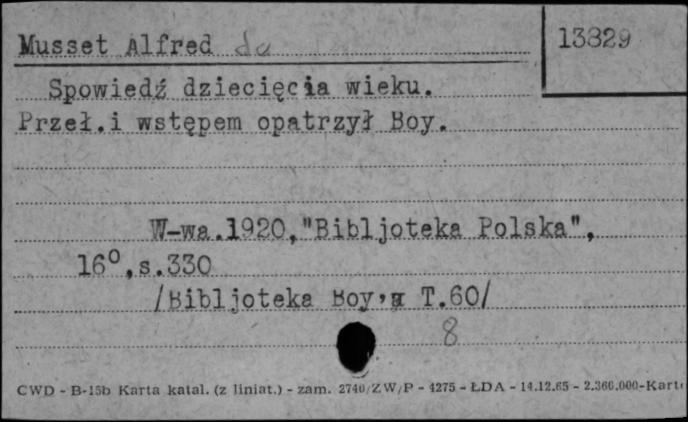 Musset Alfred de
13829
Spowiedź dziecięcia wieku.
Przeł.i wstępem opatrzył Boy.
W-wa.1920,"Bibljoteka Polska",
16°,s.330
/Bibljoteka Boy'a T.60/
8
CWD - B-15b Karta katal. (z liniat.) - zam. 2740/ZW/P - 4275 - ŁDA - 14.12.65 - 2.360.000-Kart